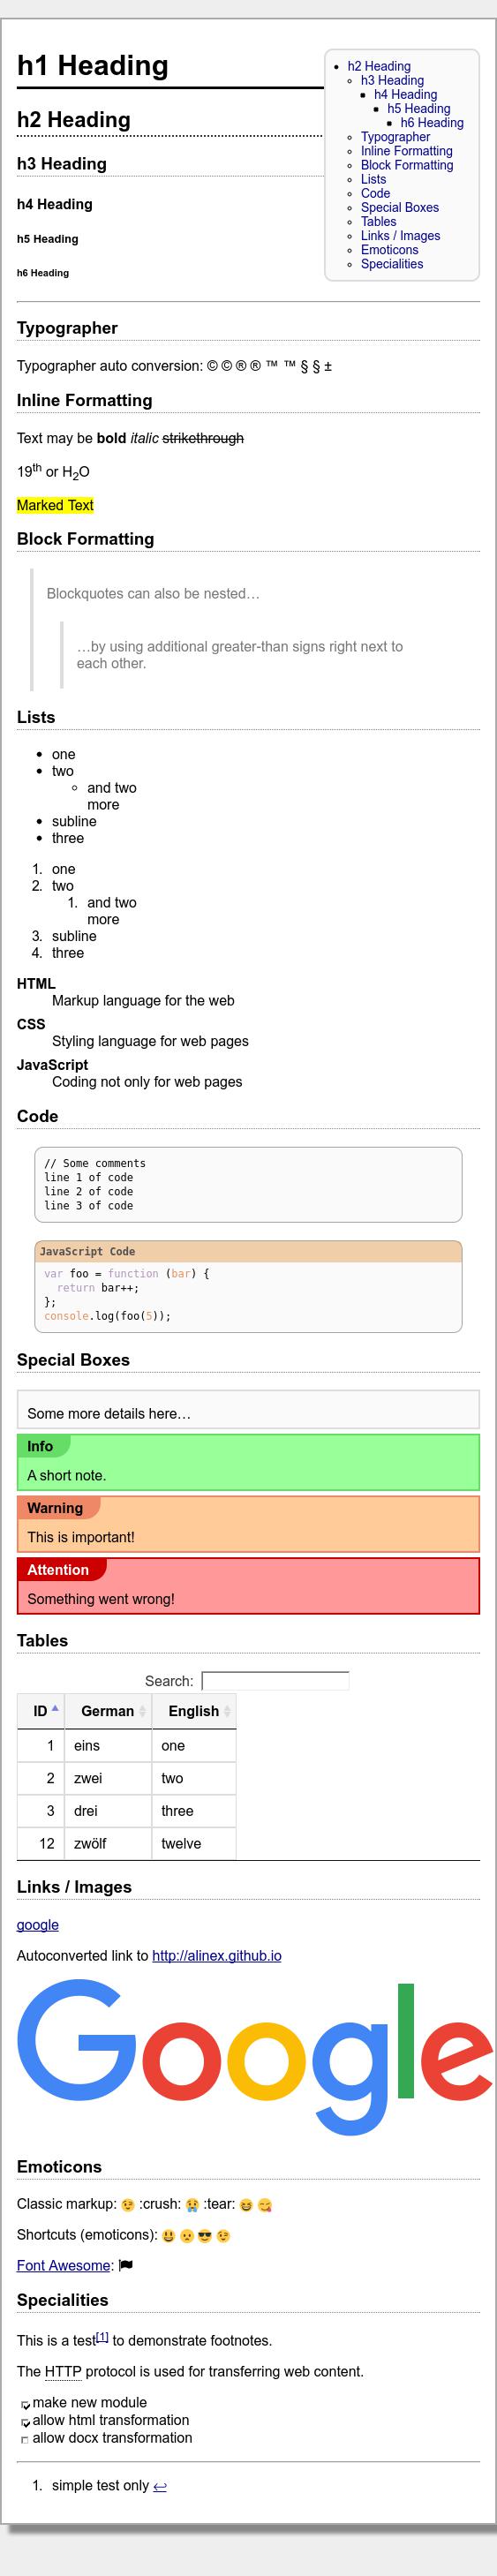 h1 Heading
h2 Heading
h3 Heading
h4 Heading
h5 Heading
h6 Heading
Typographer
Inline Formatting
Block Formatting
Lists
Code
Special Boxes
Tables
Links / Images
Emoticons
Specialities
h2 Heading
h3 Heading
h4 Heading
h5 Heading
h6 Heading
Typographer
Typographer auto conversion: © © ® ® ™ ™ § § ±
Inline Formatting
Text may be bold italic strikethrough
19th or H2O
Marked Text
Block Formatting
Blockquotes can also be nested…
…by using additional greater-than signs right next to
each other.
Lists
• one
• two
◦ and two
more
• subline
• three
1. one
2. two
1. and two
more
3. subline
4. three
HTML
Markup language for the web
CSS
Styling language for web pages
JavaScript
Coding not only for web pages
Code
// Some comments
line 1 of code
line 2 of code
line 3 of code
JavaScript Code
var foo = function (bar) {
  return bar++;
};
console.log(foo(5));
Special Boxes
Some more details here…
Info
A short note.
Warning
This is important!
Attention
Something went wrong!
Tables
Search:
ID German English
1 eins one
2 zwei two
3 drei three
12 zwölf twelve
Links / Images
google
Autoconverted link to http://alinex.github.io
Google
Emoticons
Classic markup: 😉 :crush: 😢 :tear: 😆 😋
Shortcuts (emoticons): 😃 😦 😎 😉
Font Awesome:
Specialities
This is a test[1] to demonstrate footnotes.
The HTTP protocol is used for transferring web content.
make new module
allow html transformation
allow docx transformation
1. simple test only ↩